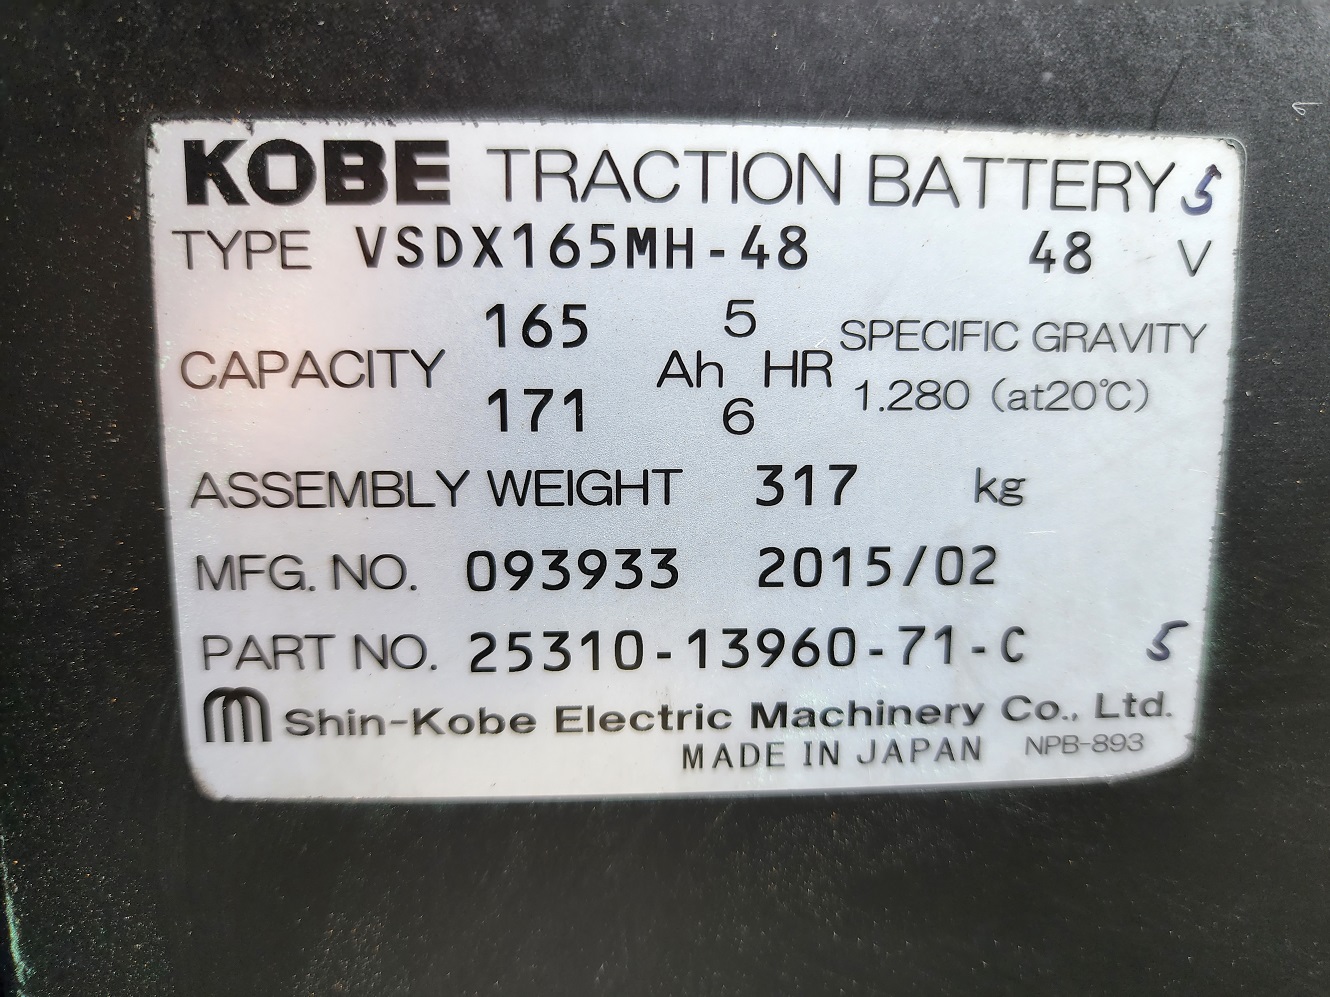 KOBE TRACTION BATTERY 5
TYPE VSDX165MH-48 48 V
165 5
CAPACITY Ah HR
171 6
SPECIFIC GRAVITY
1.280 (at20℃)
ASSEMBLY WEIGHT 317 kg
MFG. NO. 093933 2015/02
PART NO. 25310-13960-71-C 5
Shin-Kobe Electric Machinery Co., Ltd.
MADE IN JAPAN NPB-893